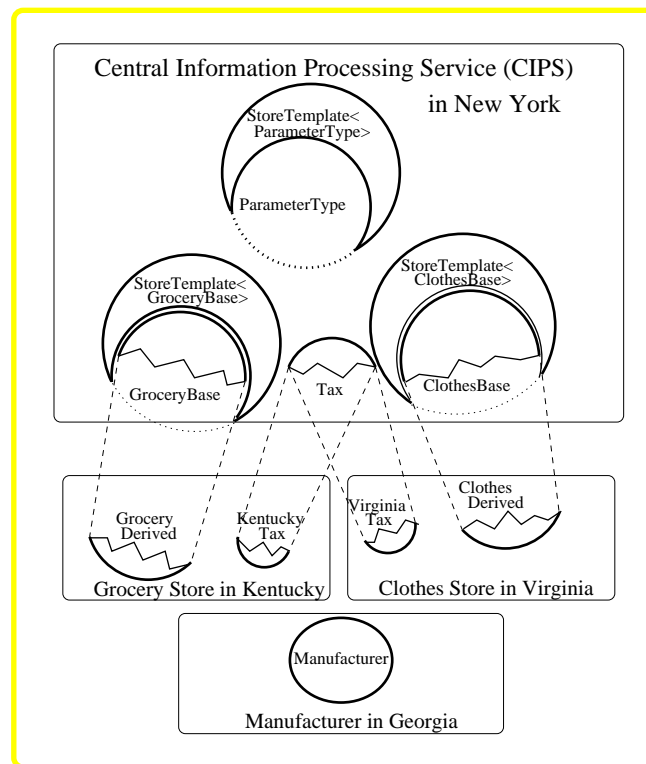 Central Information Processing Service (CIPS)
in New York
StoreTemplate<
ParameterType>
ParameterType
StoreTemplate<
GroceryBase>
GroceryBase
Tax
StoreTemplate<
ClothesBase>
ClothesBase
Grocery
Derived
Kentucky
Tax
Grocery Store in Kentucky
Virginia
Tax
Clothes
Derived
Clothes Store in Virginia
Manufacturer
Manufacturer in Georgia